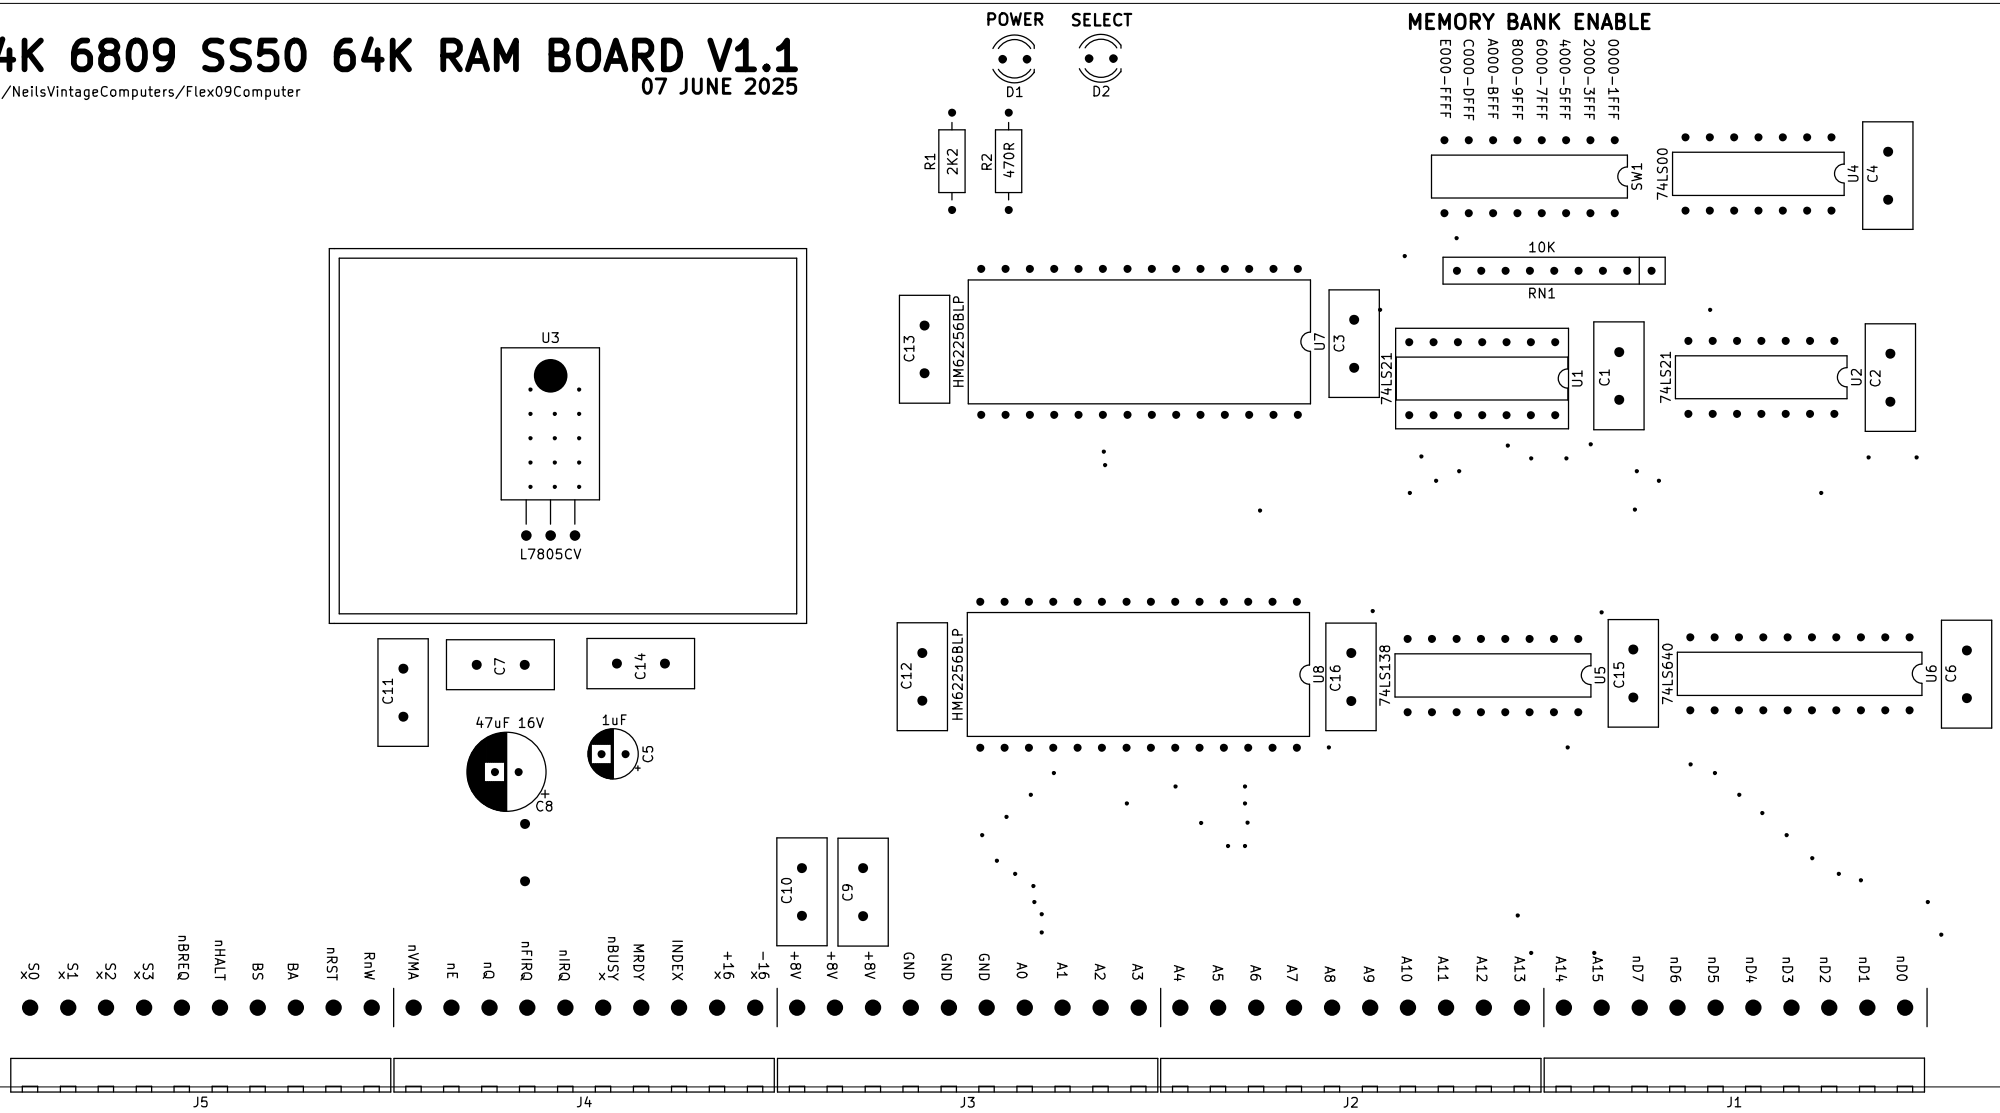 POWER SELECT
MEMORY BANK ENABLE
4K 6809 SS50 64K RAM BOARD V1.1
07 JUNE 2025
/NeilsVintageComputers/Flex09Computer
D1 D2
E000-FFFF
C000-DFFF
A000-BFFF
8000-9FFF
6000-7FFF
4000-5FFF
2000-3FFF
0000-1FFF
R1 2K2 R2 470R
SW1 74LS00 U4 C4
10K
RN1
U3
L7805CV
C13 HM62256BLP U7 C3 74LS21 U1 C1 74LS21 U2 C2
C11 C7 C14
C12 HM62256BLP U8 C16 74LS138 U5 C15 74LS640 U6 C6
47uF 16V 1uF
C5
+
+
C8
C10 C9
S0 x
S1 x
S2 x
S3 x
nBREQ
nHALT
BS
BA
nRST
RnW
nVMA
nE
nQ
nFIRQ
nIRQ
nBUSY x
MRDY
INDEX
+16 x
-16 x
+8V
+8V
+8V
GND
GND
GND
A0
A1
A2
A3
A4
A5
A6
A7
A8
A9
A10
A11
A12
A13
A14
A15
nD7
nD6
nD5
nD4
nD3
nD2
nD1
nD0
J5 J4 J3 J2 J1